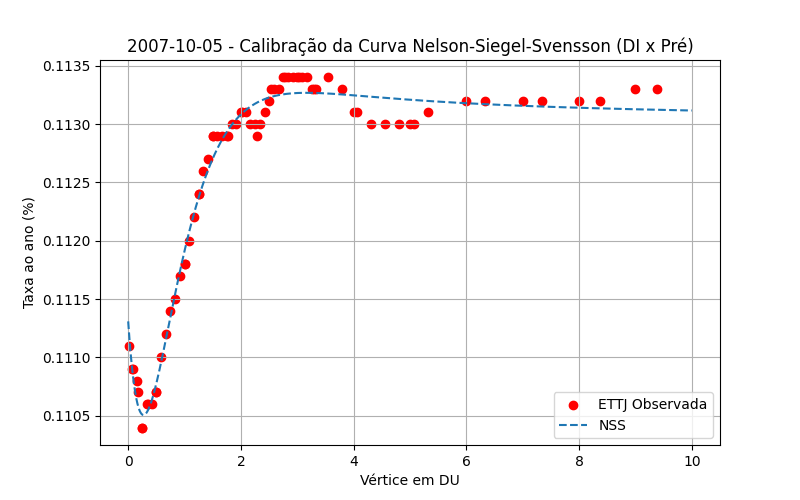 2007-10-05 - Calibração da Curva Nelson-Siegel-Svensson (DI x Pré)
Taxa ao ano (%)
0.1135
0.1130
0.1125
0.1120
0.1115
0.1110
0.1105
0
2
4
6
8
10
Vértice em DU
ETTJ Observada
NSS